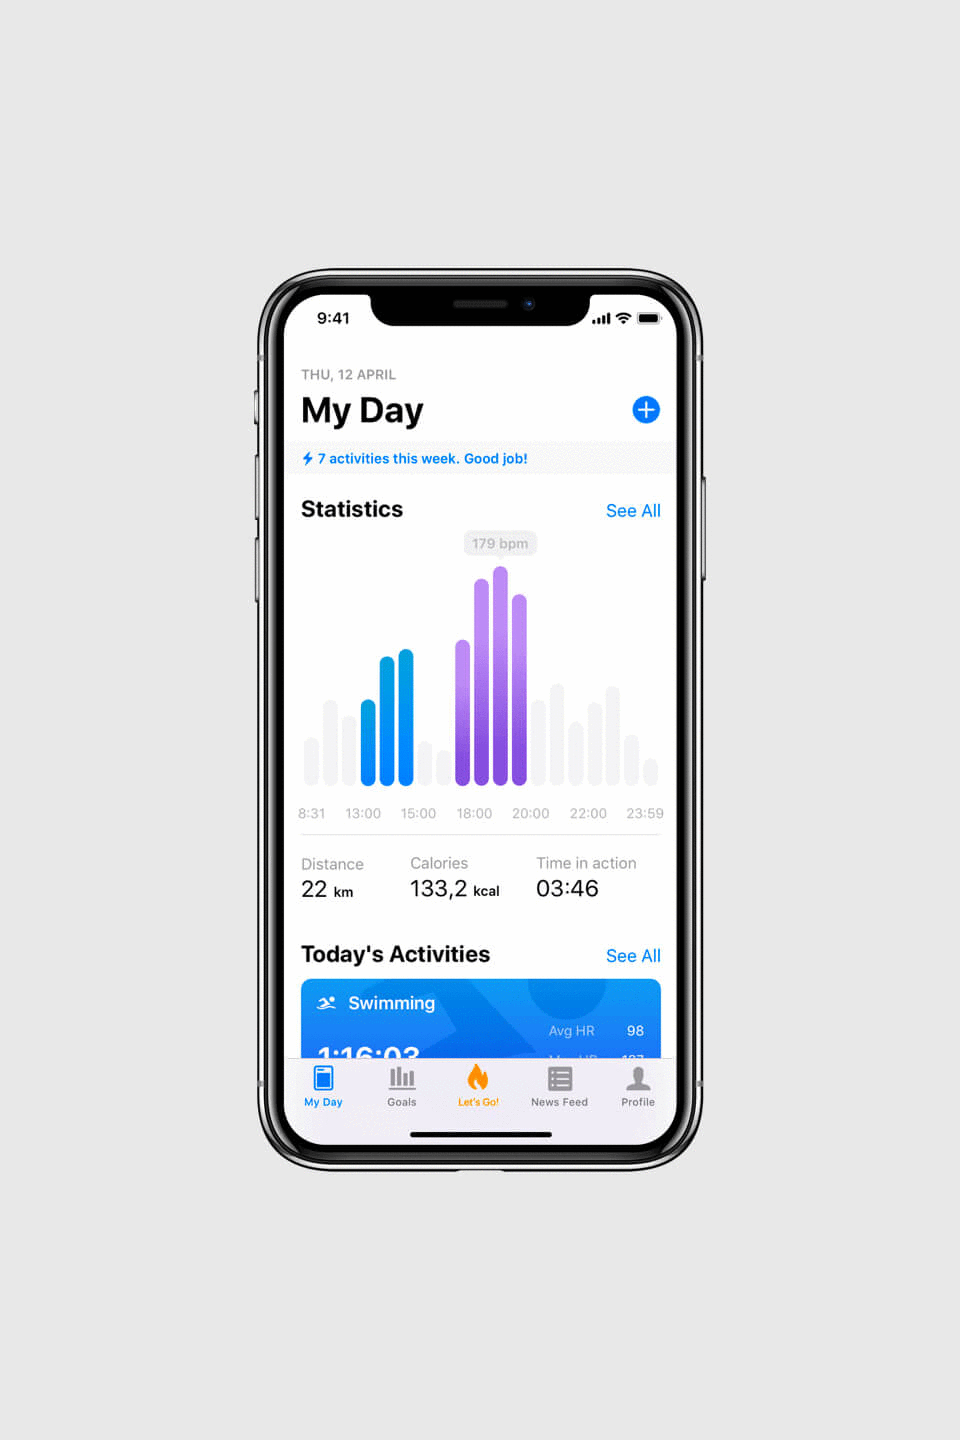 9:41
THU, 12 APRIL
My Day
7 activities this week. Good job!
Statistics See All
179 bpm
8:31 13:00 15:00 18:00 20:00 22:00 23:59
Distance Calories Time in action
22 km 133,2 kcal 03:46
Today's Activities See All
Swimming
Avg HR 98
1:16:03
My Day Goals Let's Go! News Feed Profile